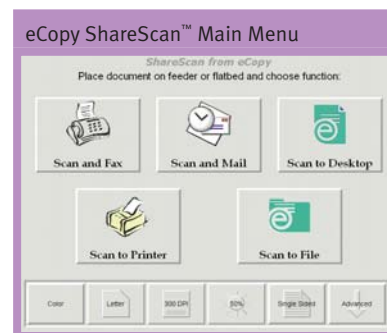 eCopy ShareScan™ Main Menu
ShareScan from eCopy
Place document on feeder or flatbed and choose function:
Scan and Fax
Scan and Mail
Scan to Desktop
Scan to Printer
Scan to File
Color
Letter
300 DPI
50%
Single Sided
Advanced